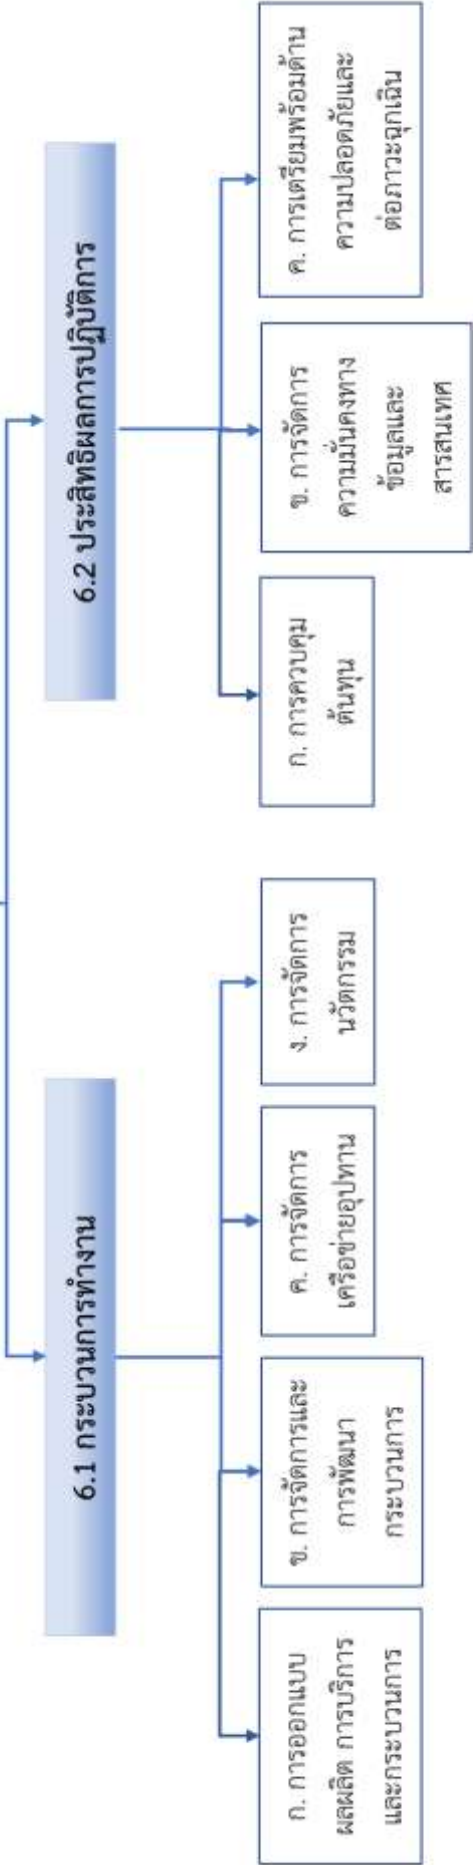 6.1 กระบวนการทำงาน
ก. การออกแบบ
ผลผลิต การบริการ
และกระบวนการ
ข. การจัดการและ
การพัฒนา
กระบวนการ
ค. การจัดการ
เครือข่ายอุปทาน
ง. การจัดการ
นวัตกรรม
6.2 ประสิทธิผลการปฏิบัติการ
ก. การควบคุม
ต้นทุน
ข. การจัดการ
ความมั่นคงทาง
ข้อมูลและ
สารสนเทศ
ค. การเตรียมพร้อมด้าน
ความปลอดภัยและ
ต่อภาวะฉุกเฉิน